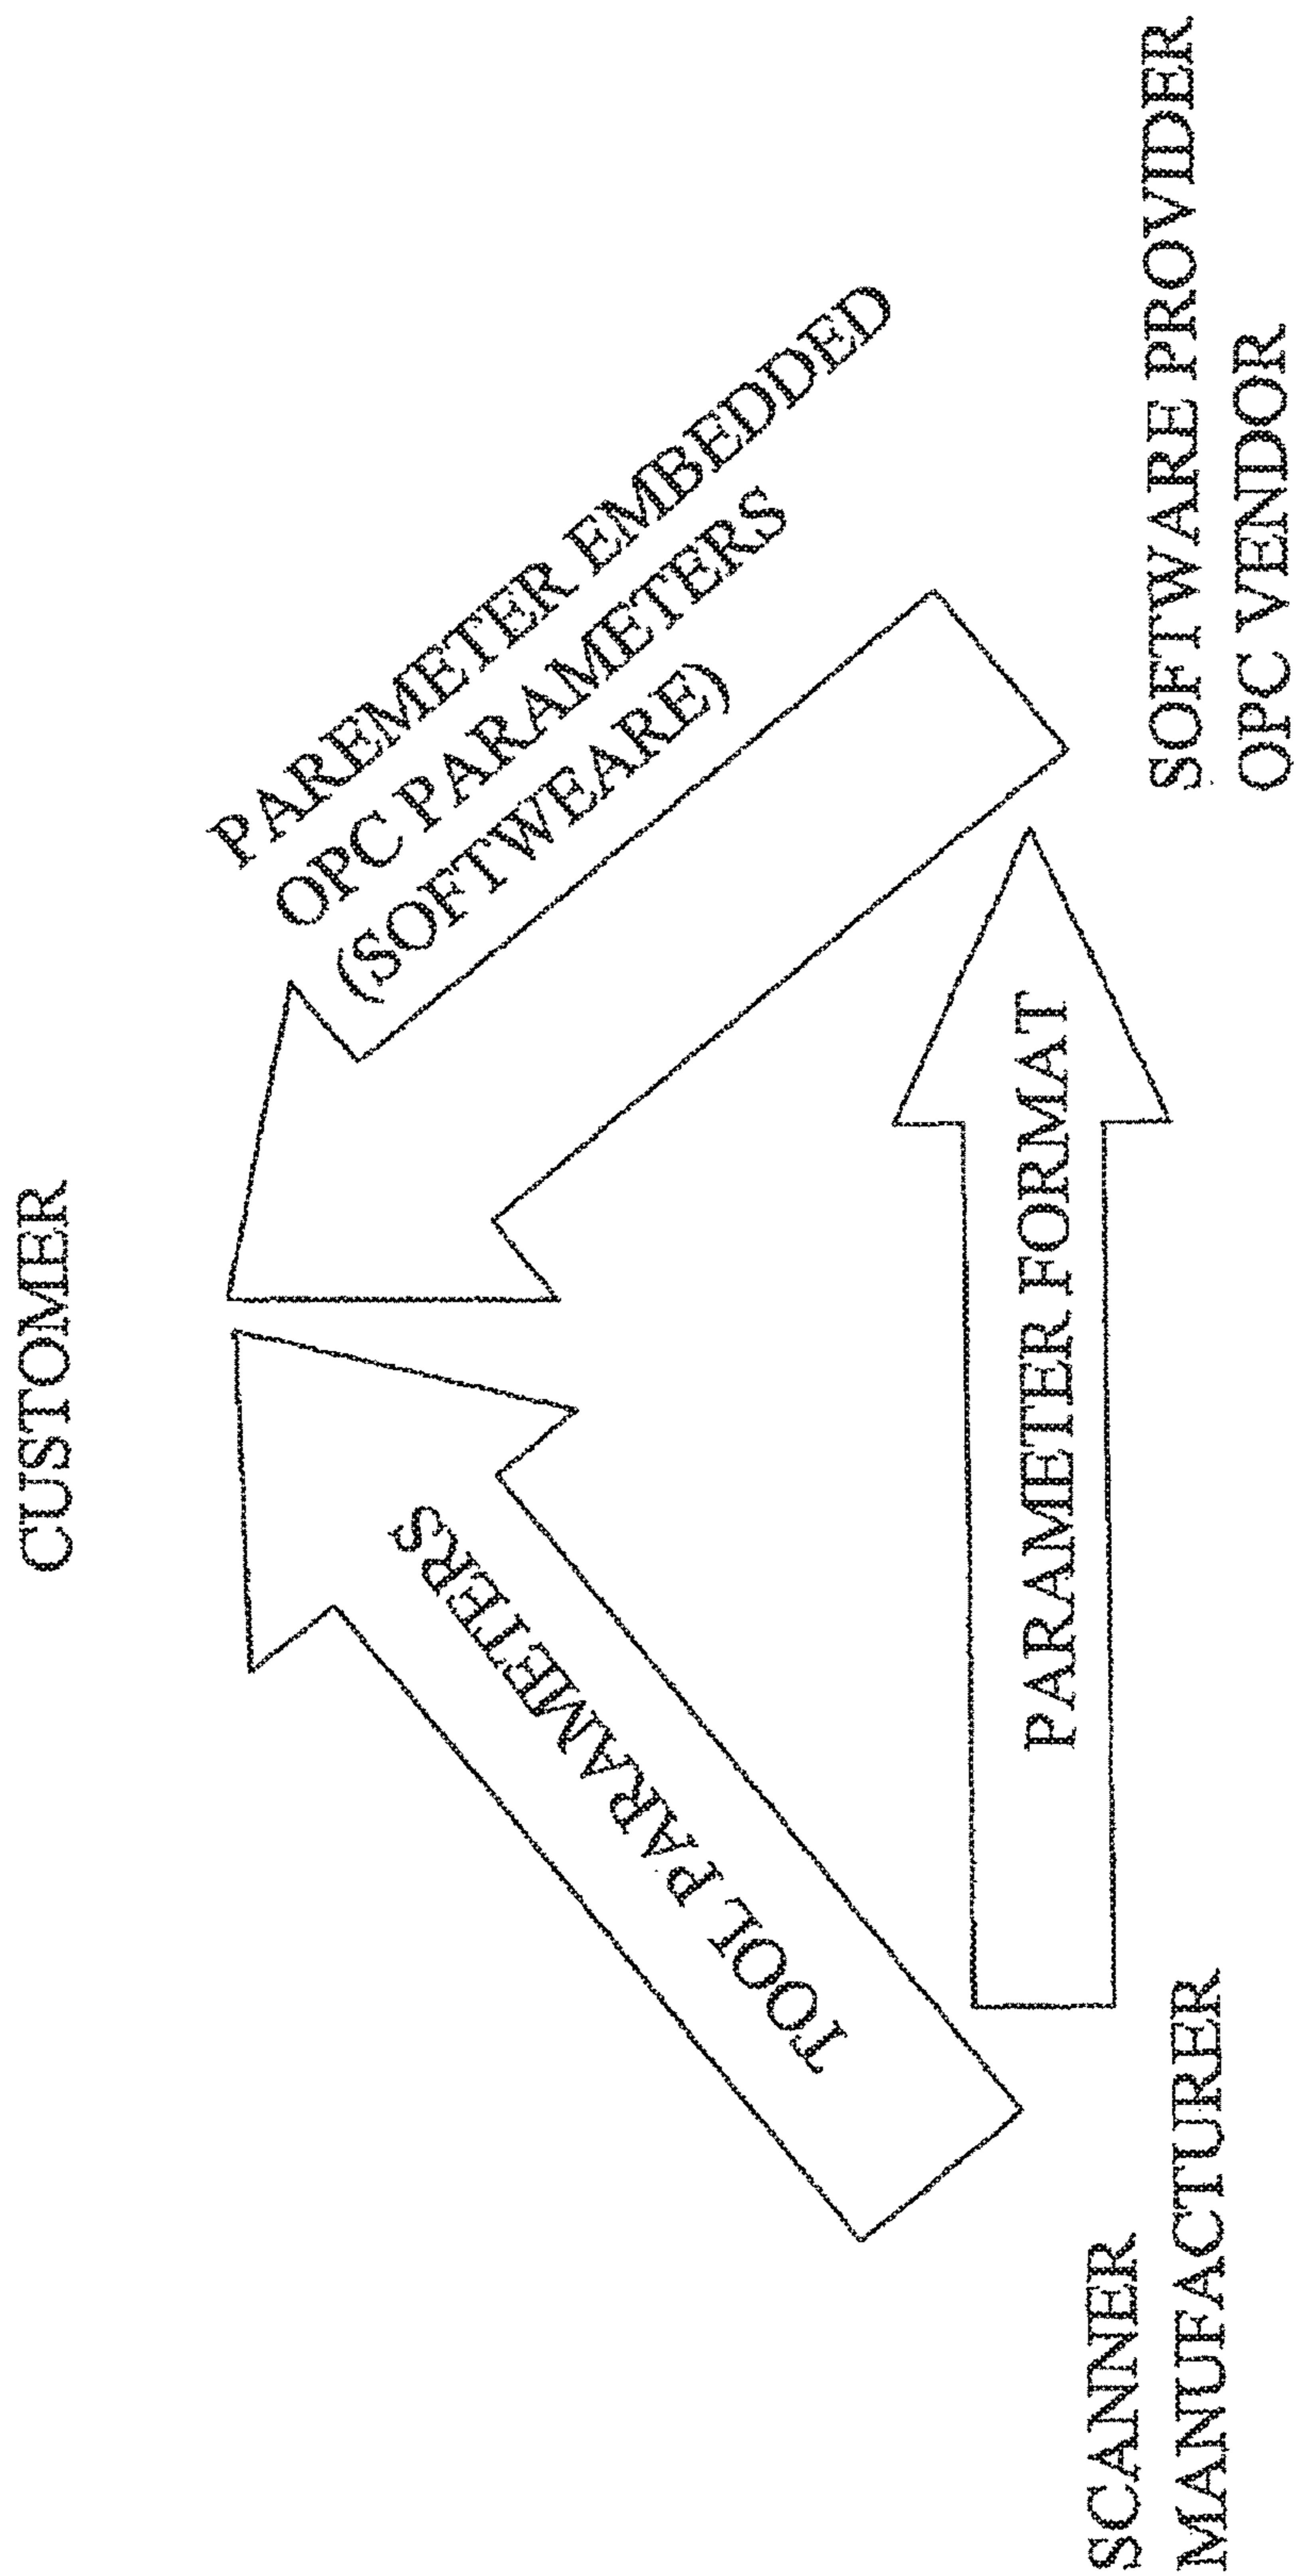 CUSTOMER
PAREMETER EMBEDDED
OPC PARAMETERS
(SOFTWEARE)
TOOL PARAMETERS
PARAMETER FORMAT
SCANNER
MANUFACTURER
SOFTWARE PROVIDER
OPC VENDOR